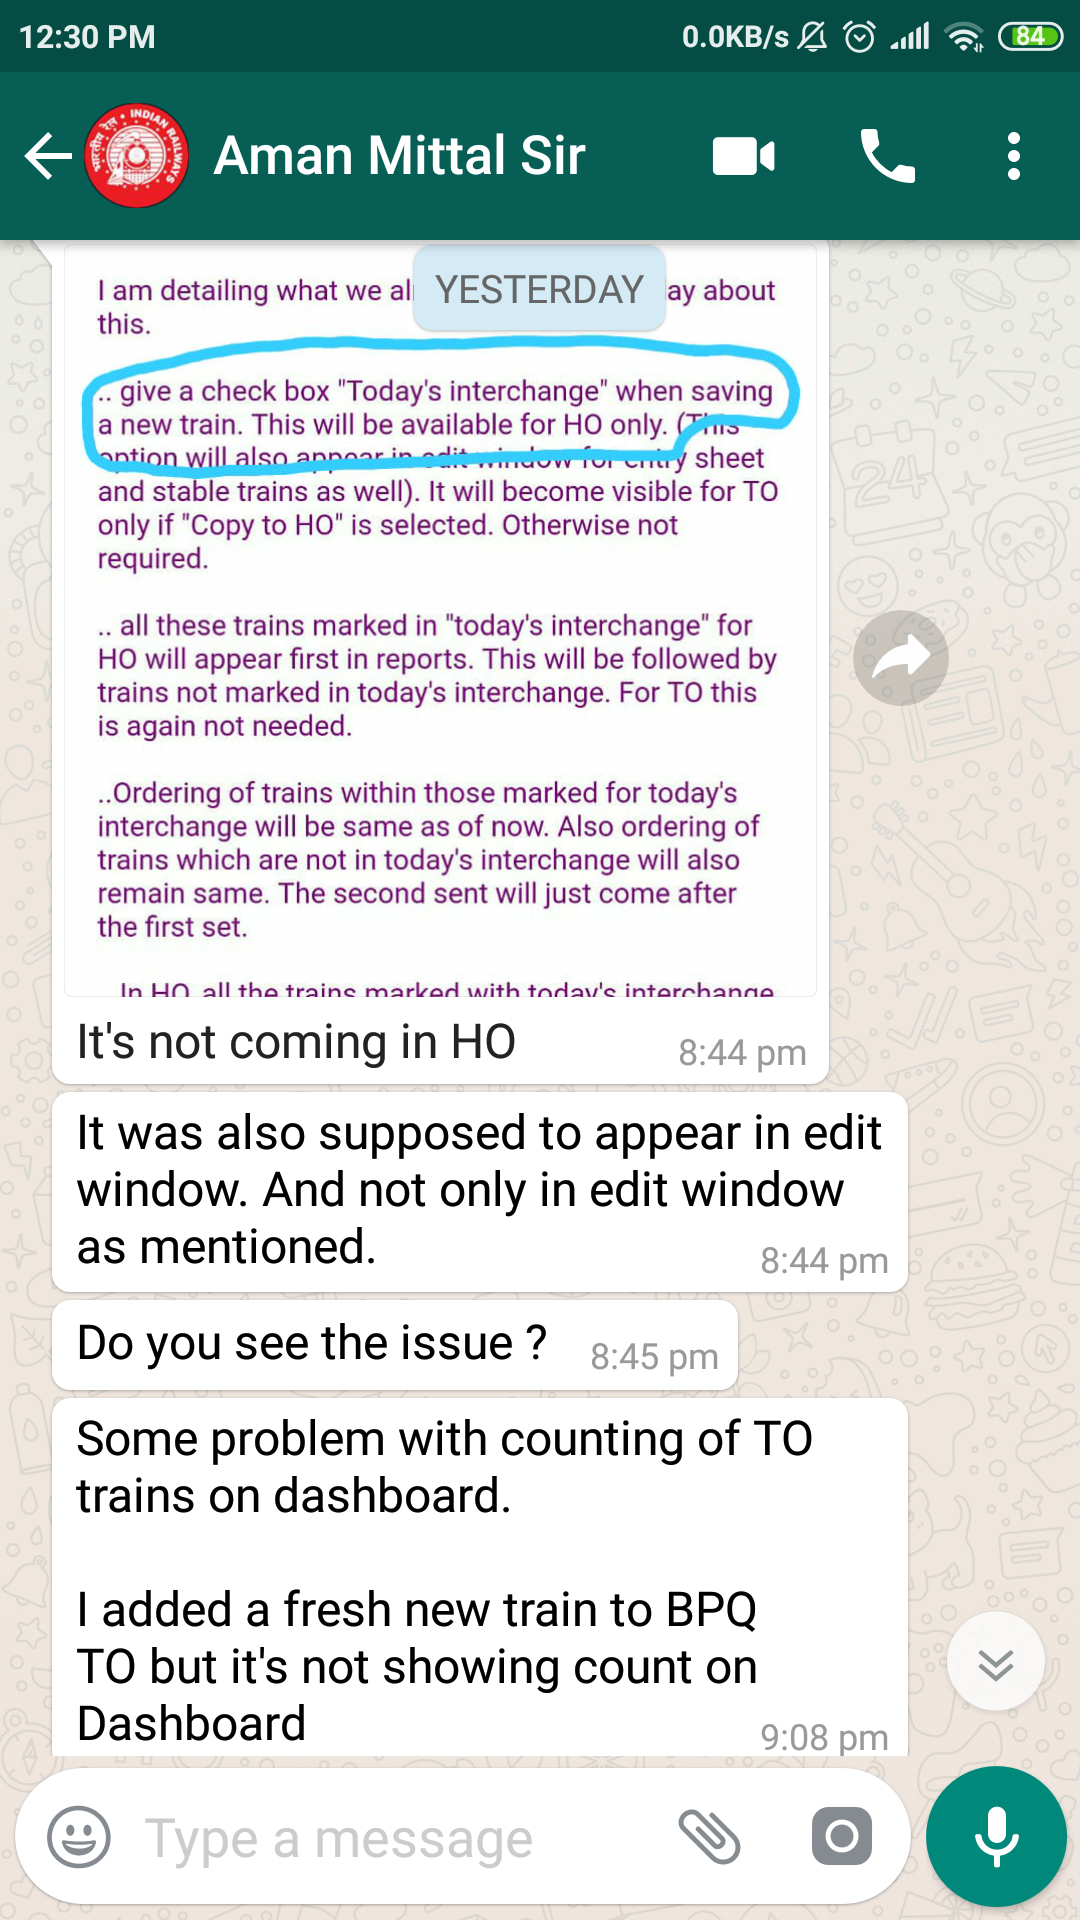 12:30 PM
0.0KB/s
84
INDIAN RAILWAYS
भारतीय रेल
Aman Mittal Sir
YESTERDAY
I am detailing what we al ay about
this.
.. give a check box "Today's interchange" when saving
a new train. This will be available for HO only. (This
option will also appear in edit window for entry sheet
and stable trains as well). It will become visible for TO
only if "Copy to HO" is selected. Otherwise not
required.
.. all these trains marked in "today's interchange" for
HO will appear first in reports. This will be followed by
trains not marked in today's interchange. For TO this
is again not needed.
..Ordering of trains within those marked for today's
interchange will be same as of now. Also ordering of
trains which are not in today's interchange will also
remain same. The second sent will just come after
the first set.
In HO, all the trains marked with today's interchange
It's not coming in HO
8:44 pm
It was also supposed to appear in edit
window. And not only in edit window
as mentioned.
8:44 pm
Do you see the issue ?
8:45 pm
Some problem with counting of TO
trains on dashboard.
I added a fresh new train to BPQ
TO but it's not showing count on
Dashboard
9:08 pm
Type a message